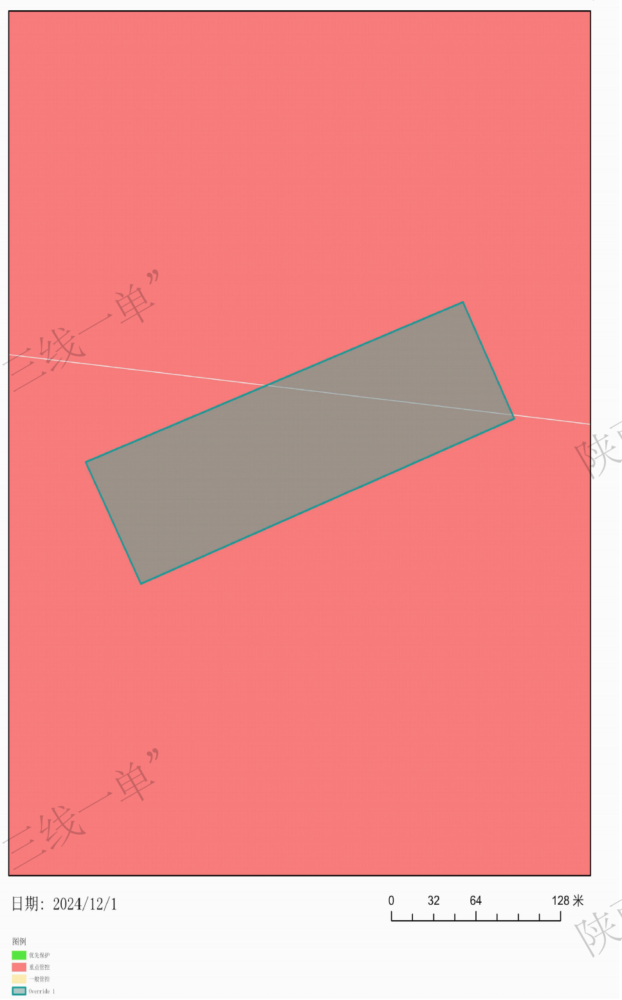 三线一单”
陕
三线一单”
日期: 2024/12/1
0 32 64 128 米
陕
图例
优先保护
重点管控
一般管控
Override 1